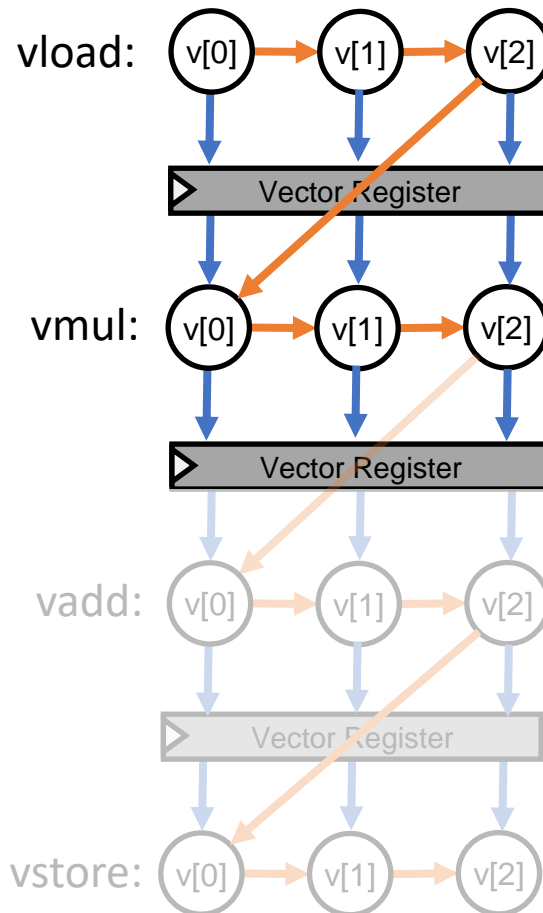 vload: v[0] v[1] v[2]
Vector Register
vmul: v[0] v[1] v[2]
Vector Register
vadd: v[0] v[1] v[2]
Vector Register
vstore: v[0] v[1] v[2]